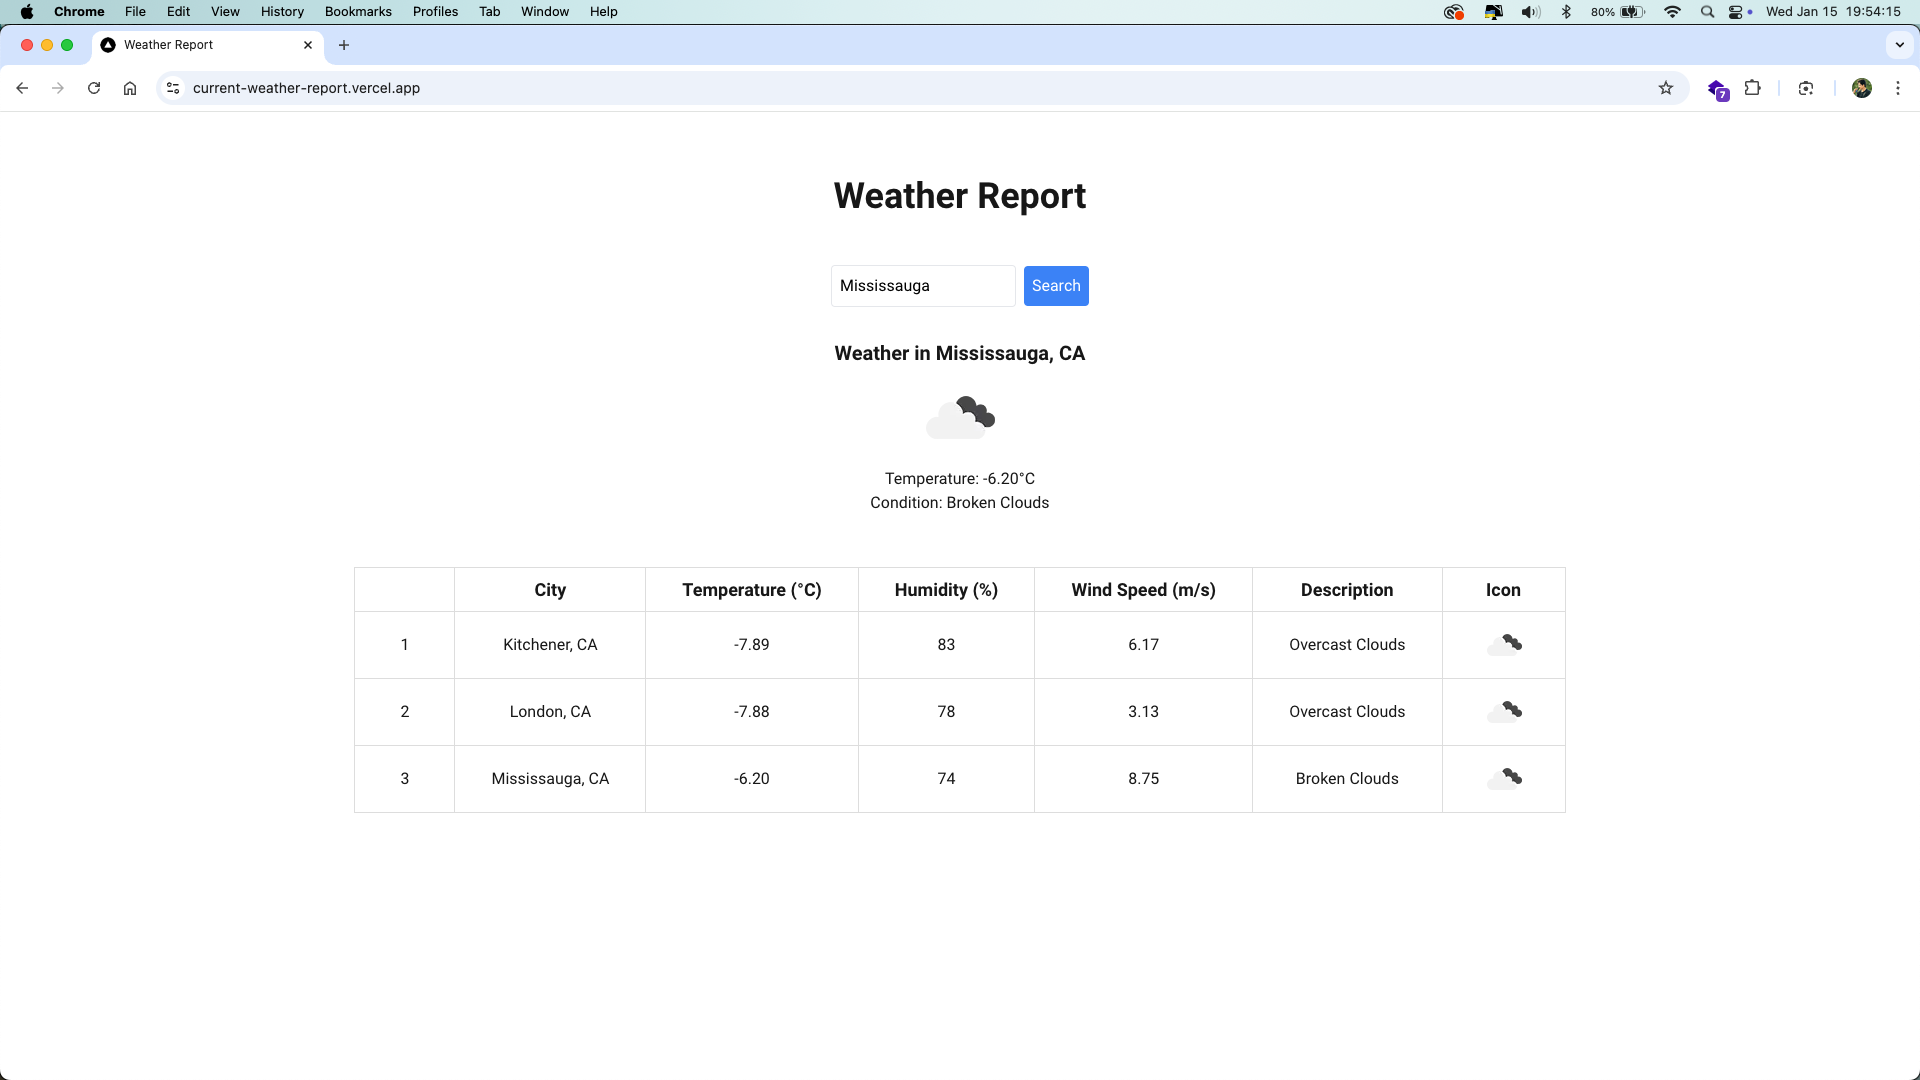 Chrome File Edit View History Bookmarks Profiles Tab Window Help 80% Wed Jan 15 19:54:15
Weather Report
current-weather-report.vercel.app
7
Weather Report
Mississauga Search
Weather in Mississauga, CA
Temperature: -6.20°C
Condition: Broken Clouds
City Temperature (°C) Humidity (%) Wind Speed (m/s) Description Icon
1 Kitchener, CA -7.89 83 6.17 Overcast Clouds
2 London, CA -7.88 78 3.13 Overcast Clouds
3 Mississauga, CA -6.20 74 8.75 Broken Clouds